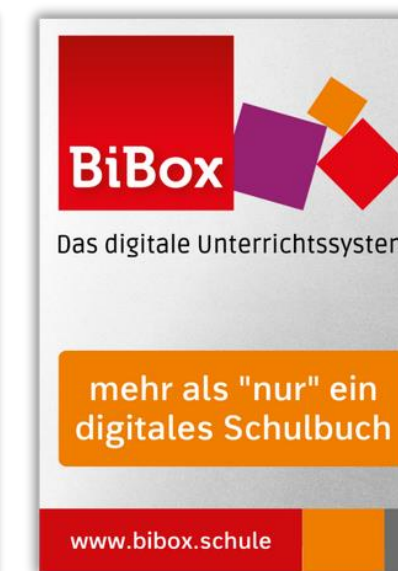 BiBox
Das digitale Unterrichtssystem
mehr als "nur" ein
digitales Schulbuch
www.bibox.schule